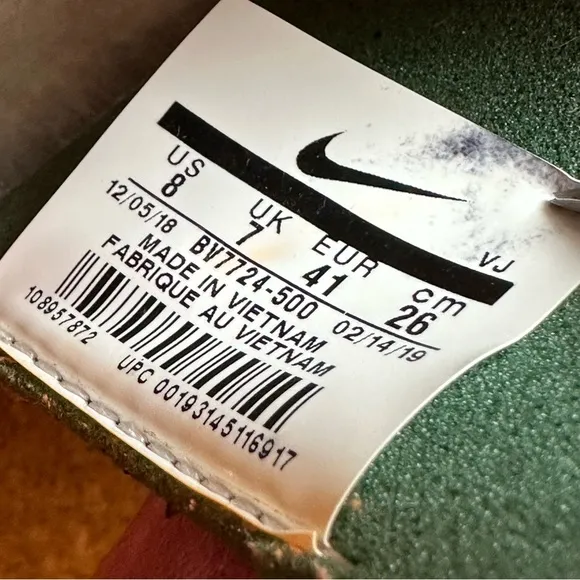 VJ
US UK EUR cm
8 7 41 26
12/05/18 BV7724-500 02/14/19
MADE IN VIETNAM
FABRIQUE AU VIETNAM
108957872
UPC 00193145116917